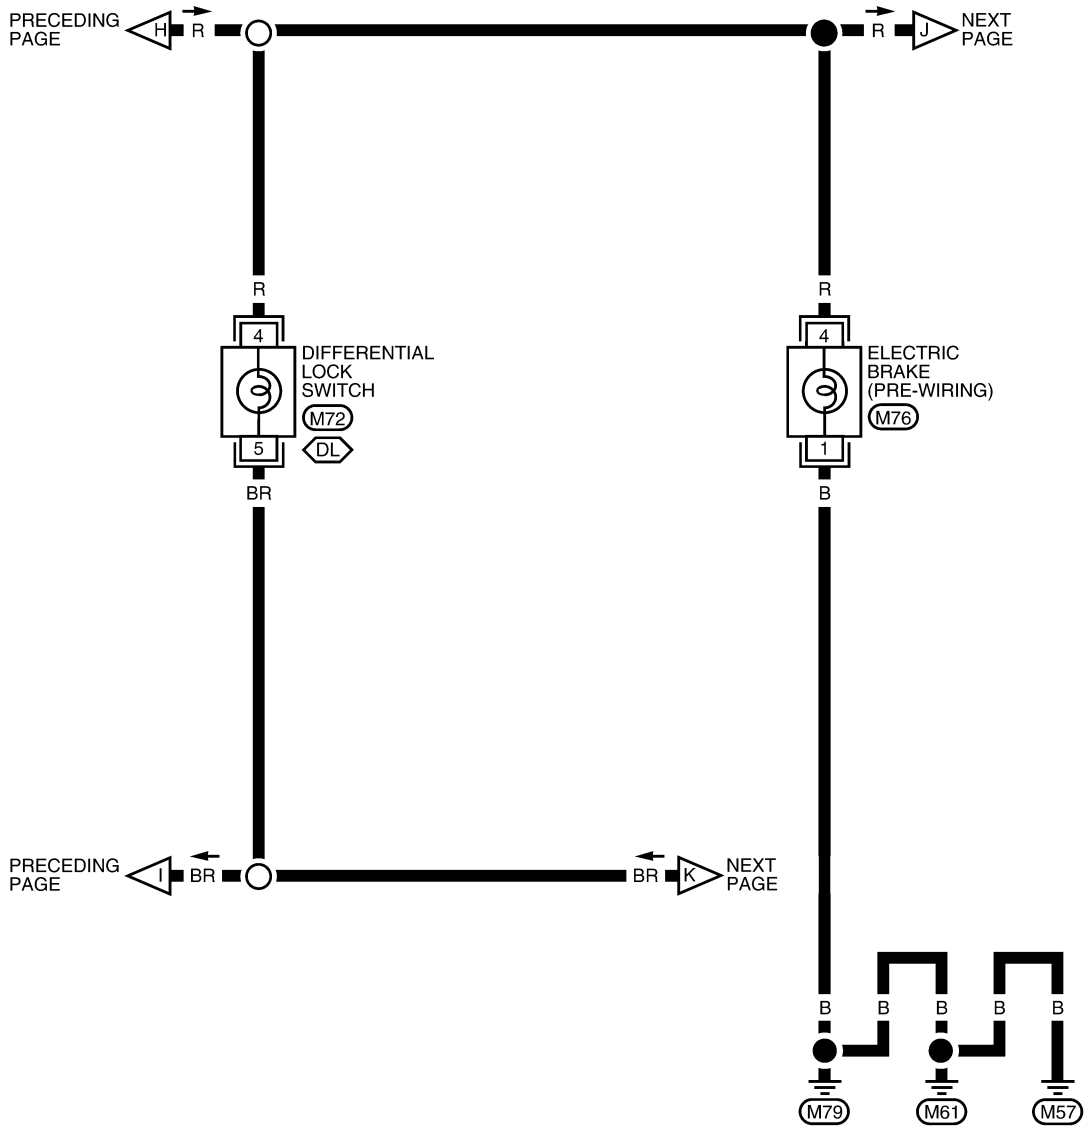 PRECEDING
PAGE
H
R
R
J
NEXT
PAGE
R
R
4
4
DIFFERENTIAL
LOCK
SWITCH
M72
DL
ELECTRIC
BRAKE
(PRE-WIRING)
M76
5
1
BR
B
PRECEDING
PAGE
I
BR
BR
K
NEXT
PAGE
B
B
B
B
B
M79
M61
M57